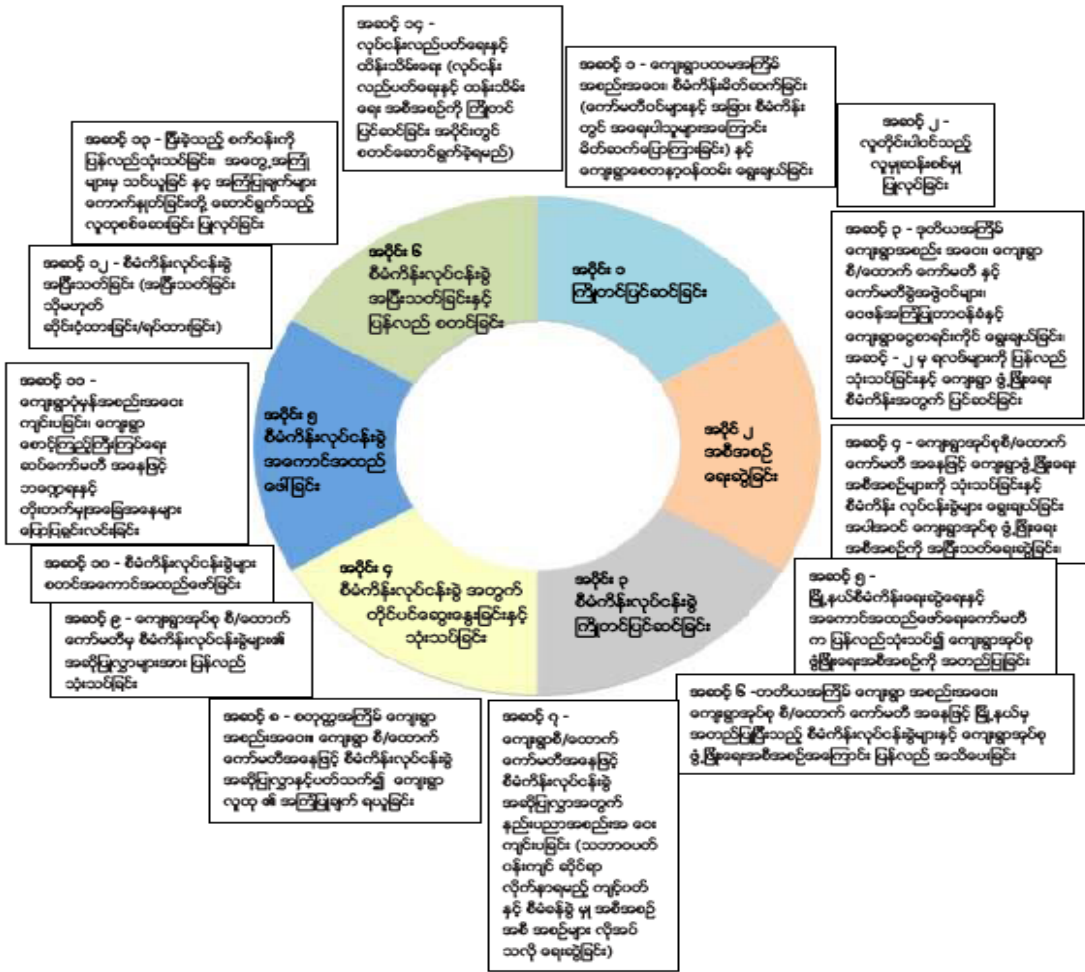 အဆင့် ၁၄ -
လုပ်ငန်းလည်ပတ်ရေးနှင့်
ထိန်းသိမ်းရေး (လုပ်ငန်း
လည်ပတ်ရေးနှင့် ထန်းသိမ်း
ရေး အစီအစဉ်ကို ကြိုတင်
ပြင်ဆင်ခြင်း အပိုင်းတွင်
စတင်ဆောင်ရွက်ခဲ့ရမည်)
အဆင့် ၁ - ကျေးရွာပထမအကြိမ်
အစည်းအဝေး၊ စီမံကိန်းမိတ်ဆက်ခြင်း
(ကော်မတီဝင်များနှင့် အခြား စီမံကိန်း
တွင် အရေးပါသူများအကြောင်း
မိတ်ဆက်ပြောကြားခြင်း) နှင့်
ကျေးရွာစေတနာ့ဝန်ထမ်း ရွေးချယ်ခြင်း
အဆင့် ၂ -
လူတိုင်းပါဝင်သည့်
လူမှုဆန်းစစ်မှု
ပြုလုပ်ခြင်း
အဆင့် ၃ - ဒုတိယအကြိမ်
ကျေးရွာအစည်း အဝေး၊ ကျေးရွာ
စီ/ထောက် ကော်မတီ နှင့်
ကော်မတီခွဲအဖွဲ့ဝင်များ၊
ဝေဖန်အကြံပြုတာဝန်ခံနှင့်
ကျေးရွာငွေစာရင်းကိုင် ရွေးချယ်ခြင်း၊
အဆင့် - ၂ မှ ရလဒ်များကို ပြန်လည်
သုံးသပ်ခြင်းနှင့် ကျေးရွာ ဖွံ့ဖြိုးရေး
စီမံကိန်းအတွက် ပြင်ဆင်ခြင်း
အဆင့် ၄ - ကျေးရွာအုပ်စုစီ/ထောက်
ကော်မတီ အနေဖြင့် ကျေးရွာဖွံ့ဖြိုးရေး
အစီအစဉ်များကို သုံးသပ်ခြင်းနှင့်
စီမံကိန်း လုပ်ငန်းခွဲများ ရွေးချယ်ခြင်း
အပါအဝင် ကျေးရွာအုပ်စု ဖွံ့ဖြိုးရေး
အစီအစဉ်ကို အပြီးသတ်ရေးဆွဲခြင်း၊
အဆင့် ၅ -
မြို့နယ်စီမံကိန်းရေးဆွဲရေးနှင့်
အကောင်အထည်ဖော်ရေးကော်မတီ
က ပြန်လည်သုံးသပ်၍ ကျေးရွာအုပ်စု
ဖွံဖြိုးရေးအစီအစဉ်ကို အတည်ပြုခြင်း
အဆင့် ၆ -တတိယအကြိမ် ကျေးရွာ အစည်းအဝေး၊
ကျေးရွာအုပ်စု စီ/ထောက် ကော်မတီ အနေဖြင့် မြို့နယ်မှ
အတည်ပြုပြီးသည့် စီမံကိန်းလုပ်ငန်းခွဲများနှင့် ကျေးရွာအုပ်စု
ဖွံ့ဖြိုးရေးအစီအစဉ်အကြောင်း ပြန်လည် အသိပေးခြင်း
အဆင့် ၇ -
ကျေးရွာစီ/ထောက်
ကော်မတီအနေဖြင့်
စီမံကိန်းလုပ်ငန်းခွဲ
အဆိုပြုလွှာအတွက်
နည်းပညာအစည်းအ ဝေး
ကျင်းပခြင်း (သဘာဝပတ်
ဝန်းကျင် ဆိုင်ရာ
လိုက်နာရမည့် ကျင့်ဝတ်
နှင့် စီမံခန့်ခွဲ မှု အစီအစဉ်
အစီ အစဉ်များ လိုအပ်
သလို ရေးဆွဲခြင်း)
အဆင့် ၈ - စတုတ္ထအကြိမ် ကျေးရွာ
အစည်းအဝေး။ ကျေးရွာ စီ/ထောက်
ကော်မတီအနေဖြင့် စီမံကိန်းလုပ်ငန်းခွဲ
အဆိုပြုလွှာနှင့်ပတ်သက်၍ ကျေးရွာ
လူထု ၏ အကြံပြုချက် ရယူခြင်း
အဆင့် ၉ - ကျေးရွာအုပ်စု စီ/ထောက်
ကော်မတီမှ စီမံကိန်းလုပ်ငန်းခွဲများ၏
အဆိုပြုလွှာများအား ပြန်လည်
သုံးသပ်ခြင်း
အဆင့် ၁၀ - စီမံကိန်းလုပ်ငန်းခွဲများ
စတင်အကောင်အထည်ဖော်ခြင်း
အဆင့် ၁၁ -
ကျေးရွာပုံမှန်အစည်းအဝေး
ကျင်းပခြင်း၊ ကျေးရွာ
စောင့်ကြည့်ကြီးကြပ်ရေး
ဆပ်ကော်မတီ အနေဖြင့်
ဘဏ္ဍရေးနှင့်
တိုးတက်မှုအခြေအနေများ
ပြောပြရှင်းလင်းခြင်း
အဆင့် ၁၂ - စီမံကိန်းလုပ်ငန်းခွဲ
အပြီးသတ်ခြင်း (အပြီးသတ်ခြင်း
သို့မဟုတ်
ဆိုင်းငံ့ထားခြင်း/ရပ်ထားခြင်း)
အဆင့် ၁၃ - ပြီးခဲ့သည့် စက်ဝန်းကို
ပြန်လည်သုံးသပ်ခြင်း၊ အတွေ့အကြုံ
များမှ သင်ယူခြင် နှင့ အကြံပြုချက်များ
ကောက်နှုတ်ခြင်းတို့ ဆောင်ရွက်သည့်
လူထုစစ်ဆေးခြင်း ပြုလုပ်ခြင်း
အပိုင်း ၁
ကြိုတင်ပြင်ဆင်ခြင်း
အပိုင် ၂
အစီအစဉ်
ရေးဆွဲခြင်း
အပိုင်း ၃
စီမံကိန်းလုပ်ငန်းခွဲ
ကြိုတင်ပြင်ဆင်ခြင်း
အပိုင်း ၄
စီမံကိန်းလုပ်ငန်းခွဲ အတွက်
တိုင်ပင်ဆွေးနွေးခြင်းနှင့်
သုံးသပ်ခြင်း
အပိုင်း ၅
စီမံကိန်းလုပ်ငန်းခွဲ
အကောင်အထည်
ဖေါ်ခြင်း
အပိုင်း ၆
စီမံကိန်းလုပ်ငန်းခွဲ
အပြီးသတ်ခြင်းနှင့်
ပြန်လည် စတင်ခြင်း